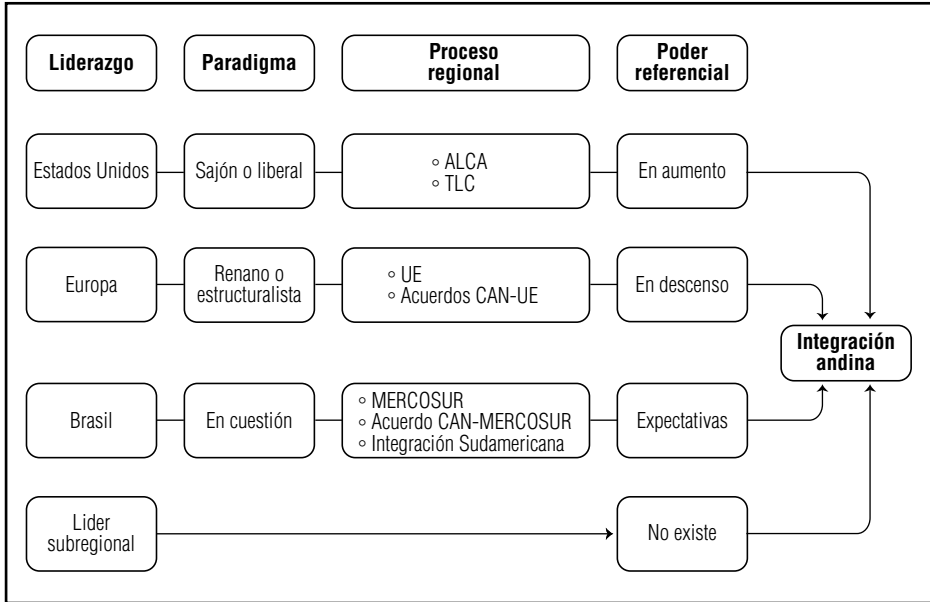 Liderazgo
Paradigma
Proceso
regional
Poder
referencial
Estados Unidos
Sajón o liberal
° ALCA
° TLC
En aumento
Europa
Renano o
estructuralista
° UE
° Acuerdos CAN-UE
En descenso
Integración
andina
Brasil
En cuestión
° MERCOSUR
° Acuerdo CAN-MERCOSUR
° Integración Sudamericana
Expectativas
Lider
subregional
No existe